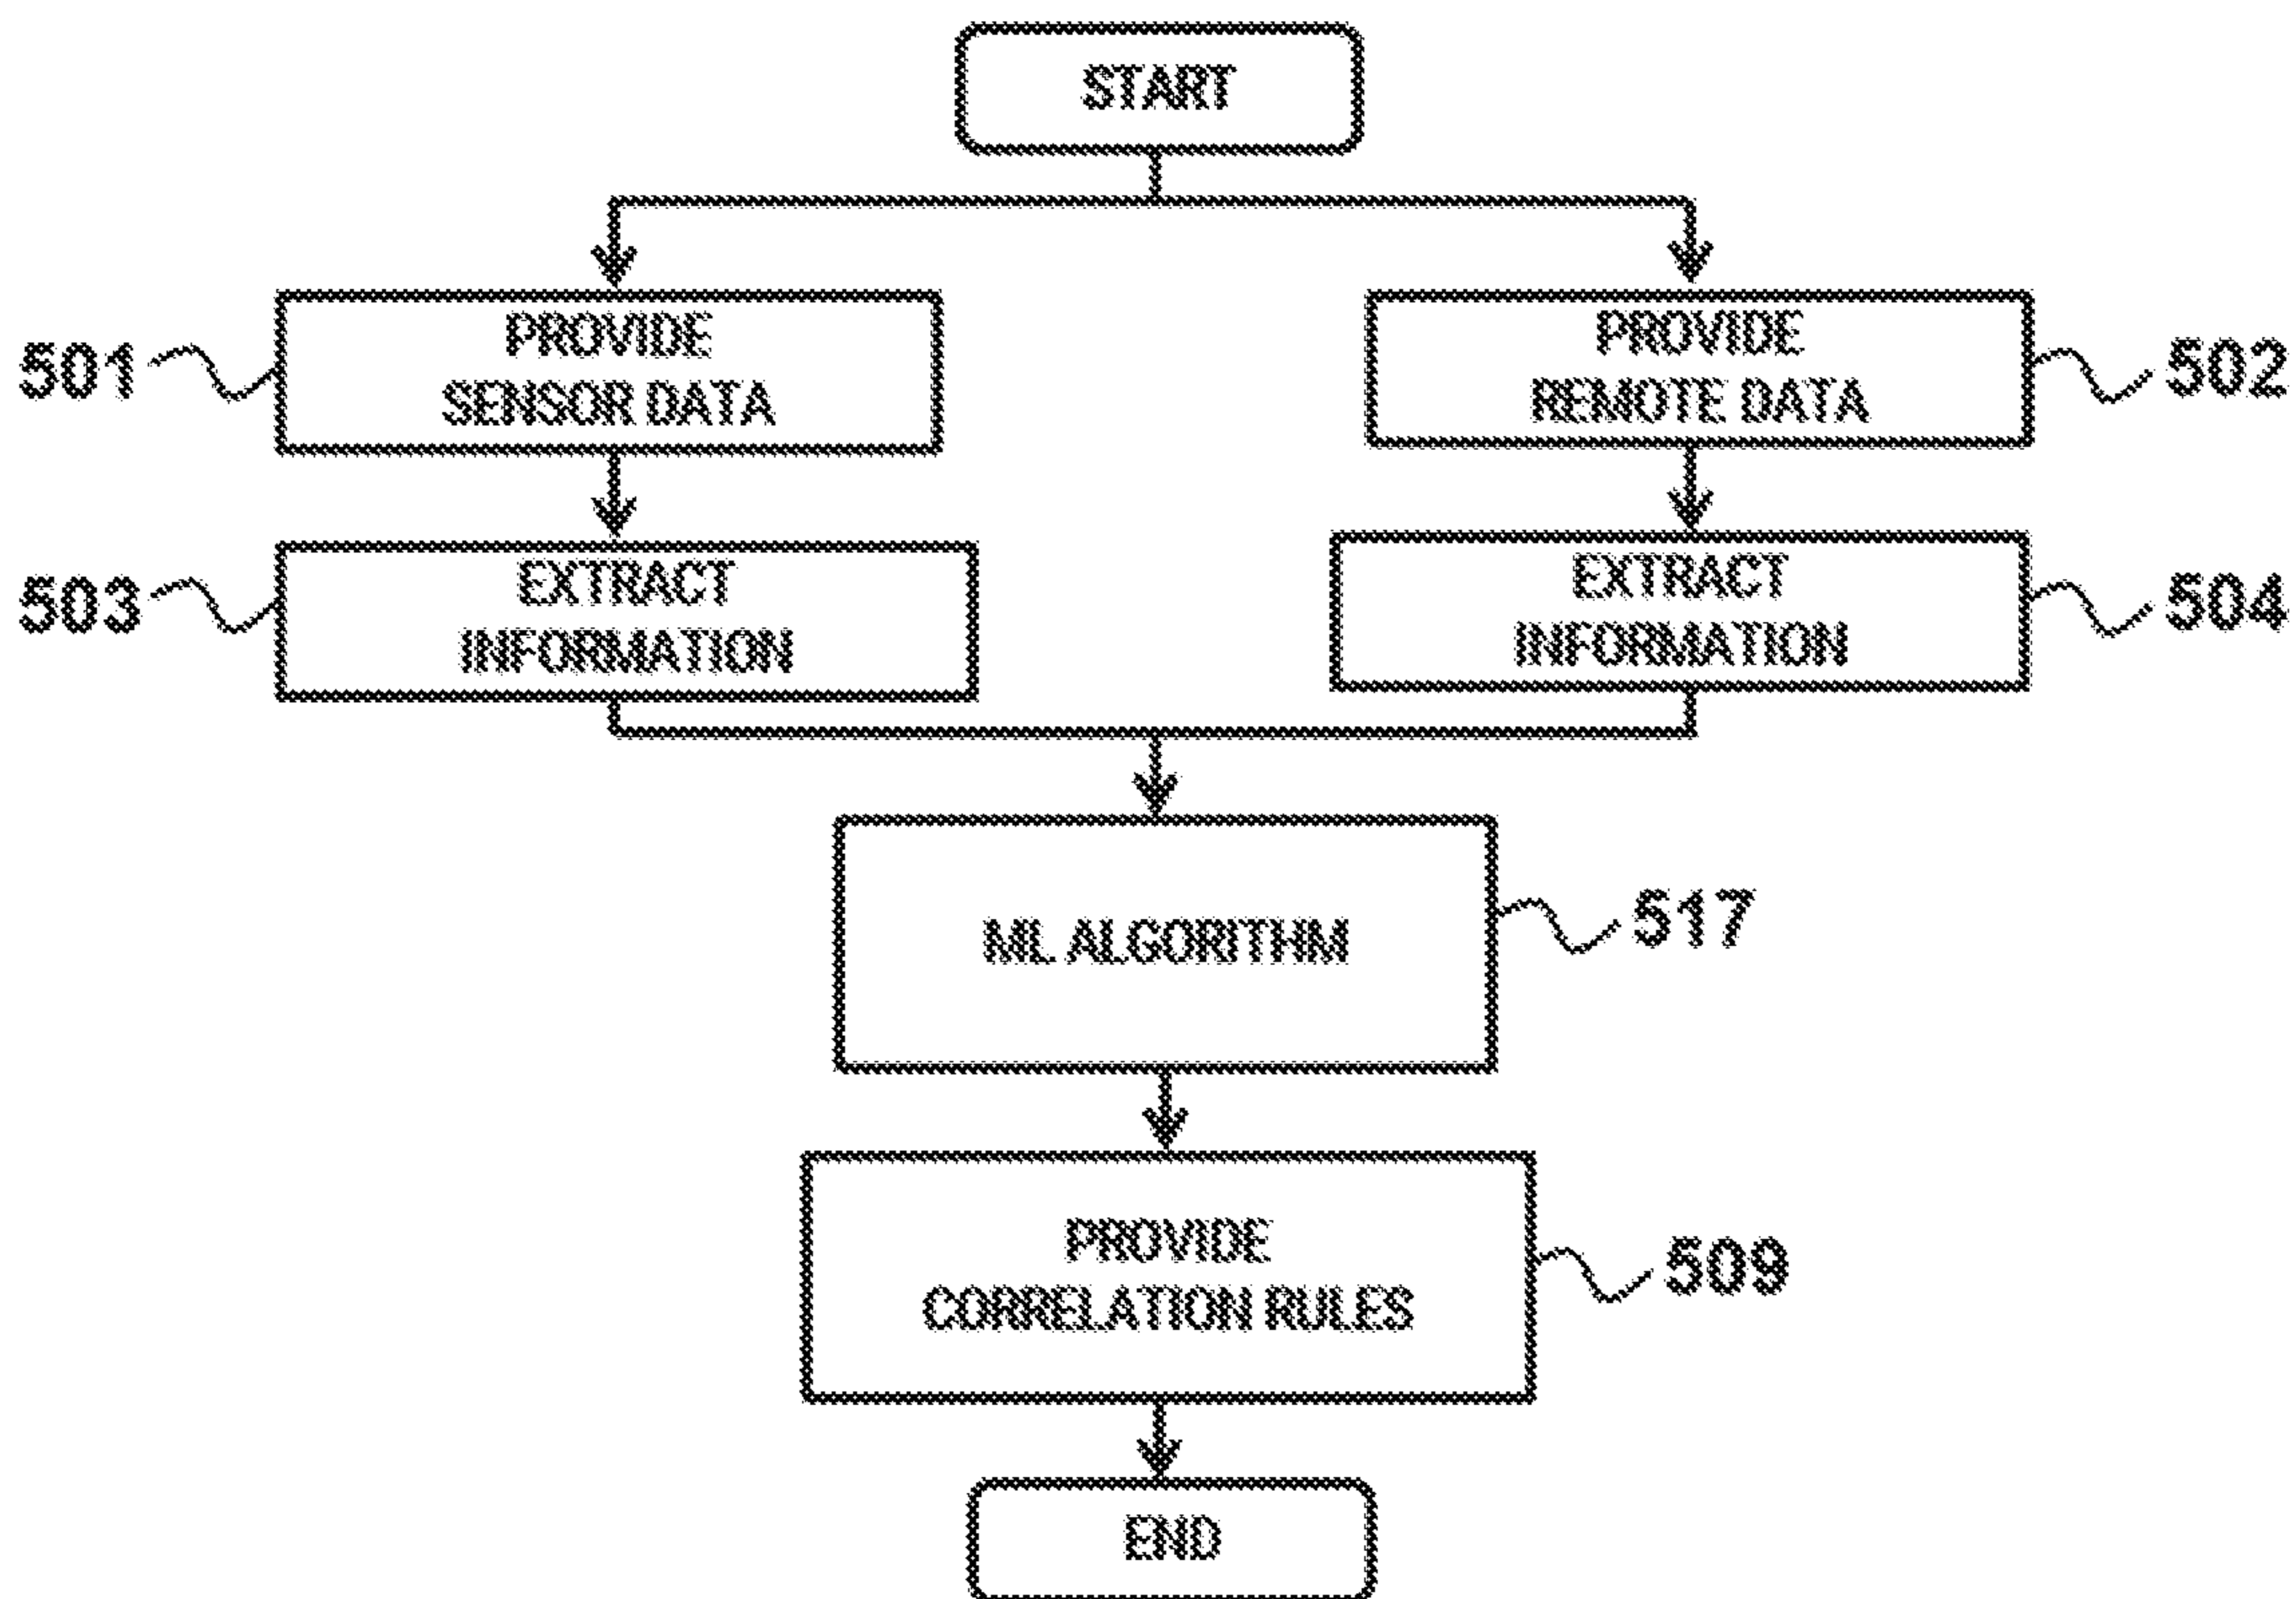 START
PROVIDE
SENSOR DATA
501
PROVIDE
REMOTE DATA
502
EXTRACT
INFORMATION
503
EXTRACT
INFORMATION
504
ML ALGORITHM
517
PROVIDE
CORRELATION RULES
509
END